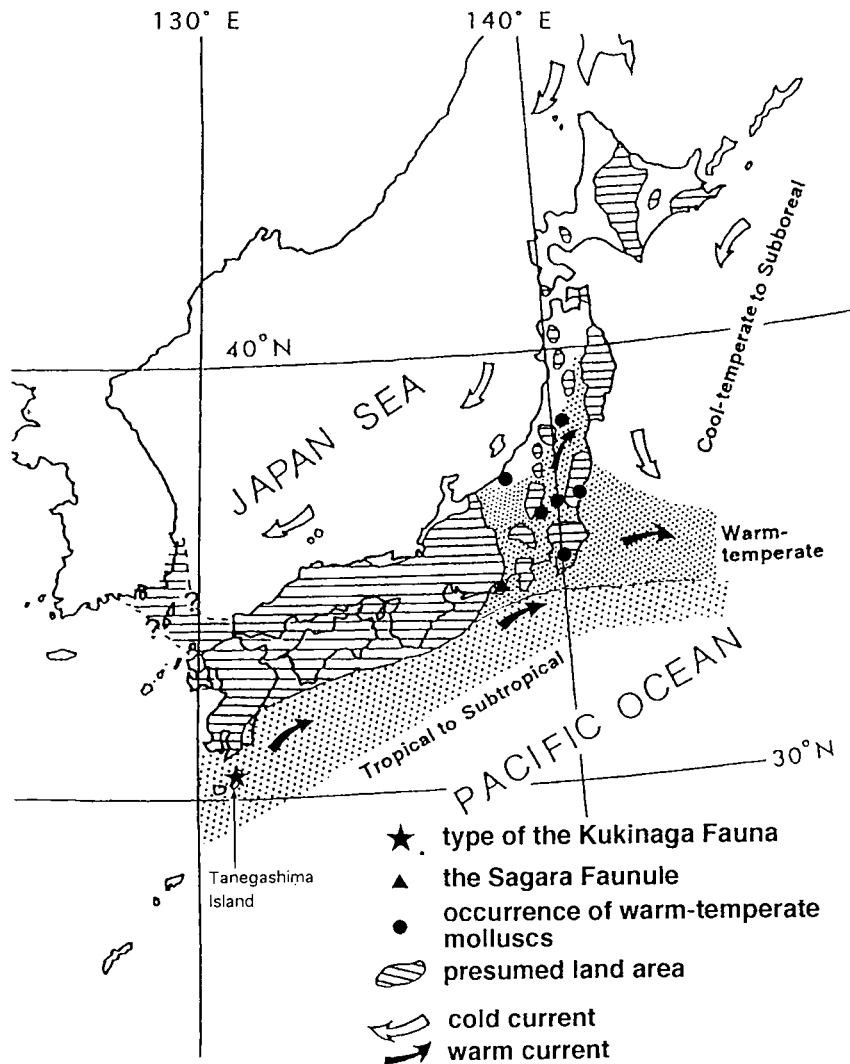 130° E
140° E
Cool-temperate to Subboreal
40°N
JAPAN SEA
Warm-
temperate
? ?
?
Tropical to Subtropical
PACIFIC OCEAN
30°N
Tanegashima
Island
type of the Kukinaga Fauna
the Sagara Faunule
occurrence of warm-temperate
molluscs
presumed land area
cold current
warm current